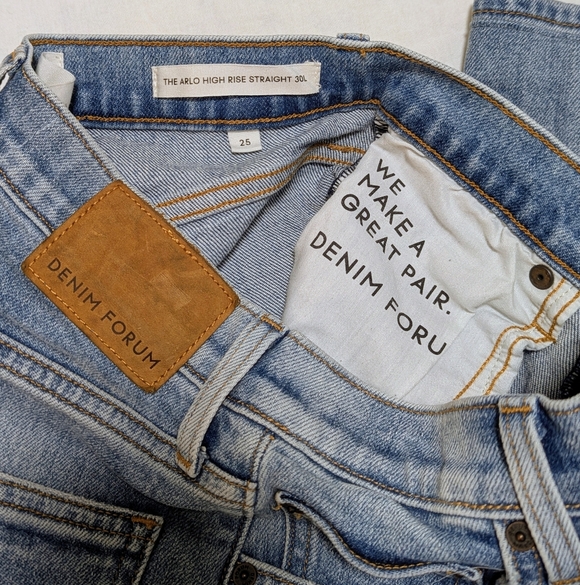 THE ARLO HIGH RISE STRAIGHT 30L
25
WE
MAKE A
GREAT PAIR.
DENIM FORU
DENIM FORUM